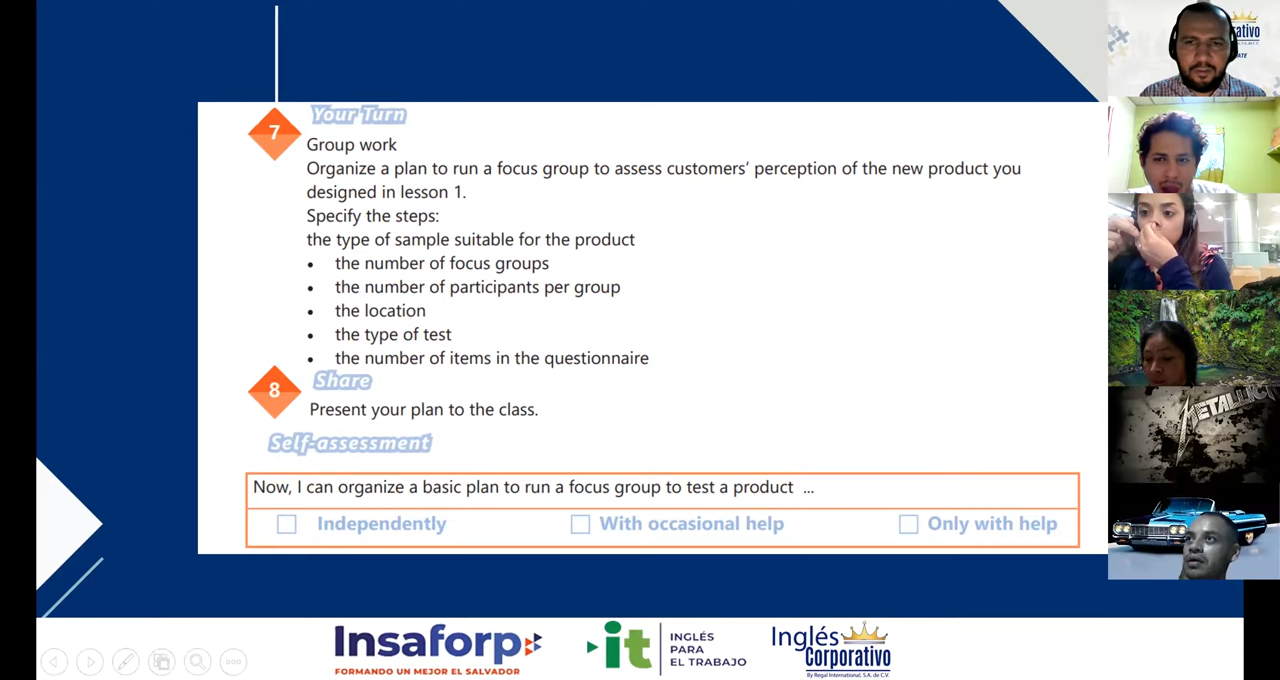 7
Your Turn
Group work
Organize a plan to run a focus group to assess customers' perception of the new product you
designed in lesson 1.
Specify the steps:
the type of sample suitable for the product
• the number of focus groups
• the number of participants per group
• the location
• the type of test
• the number of items in the questionnaire
8
Share
Present your plan to the class.
Self-assessment
Now, I can organize a basic plan to run a focus group to test a product ...
Independently
With occasional help
Only with help
Insaforp
FORMANDO UN MEJOR EL SALVADOR
it
INGLÉS
PARA
EL TRABAJO
Inglés
Corporativo
By Regal International, S.A. de C.V.